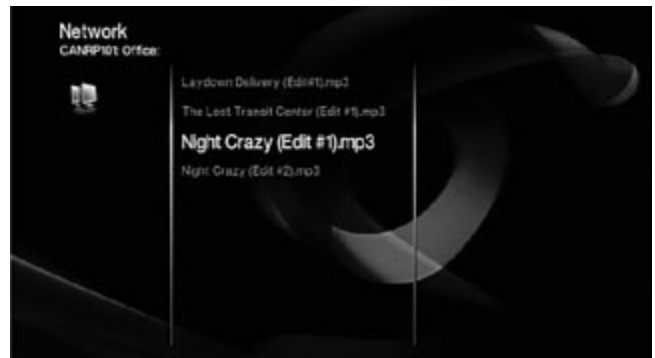 Network
CANRP101: Office:
Laydown Delivery (Edit#1).mp3
The Lost Transit Center (Edit #1).mp3
Night Crazy (Edit #1).mp3
Night Crazy (Edit #2).mp3